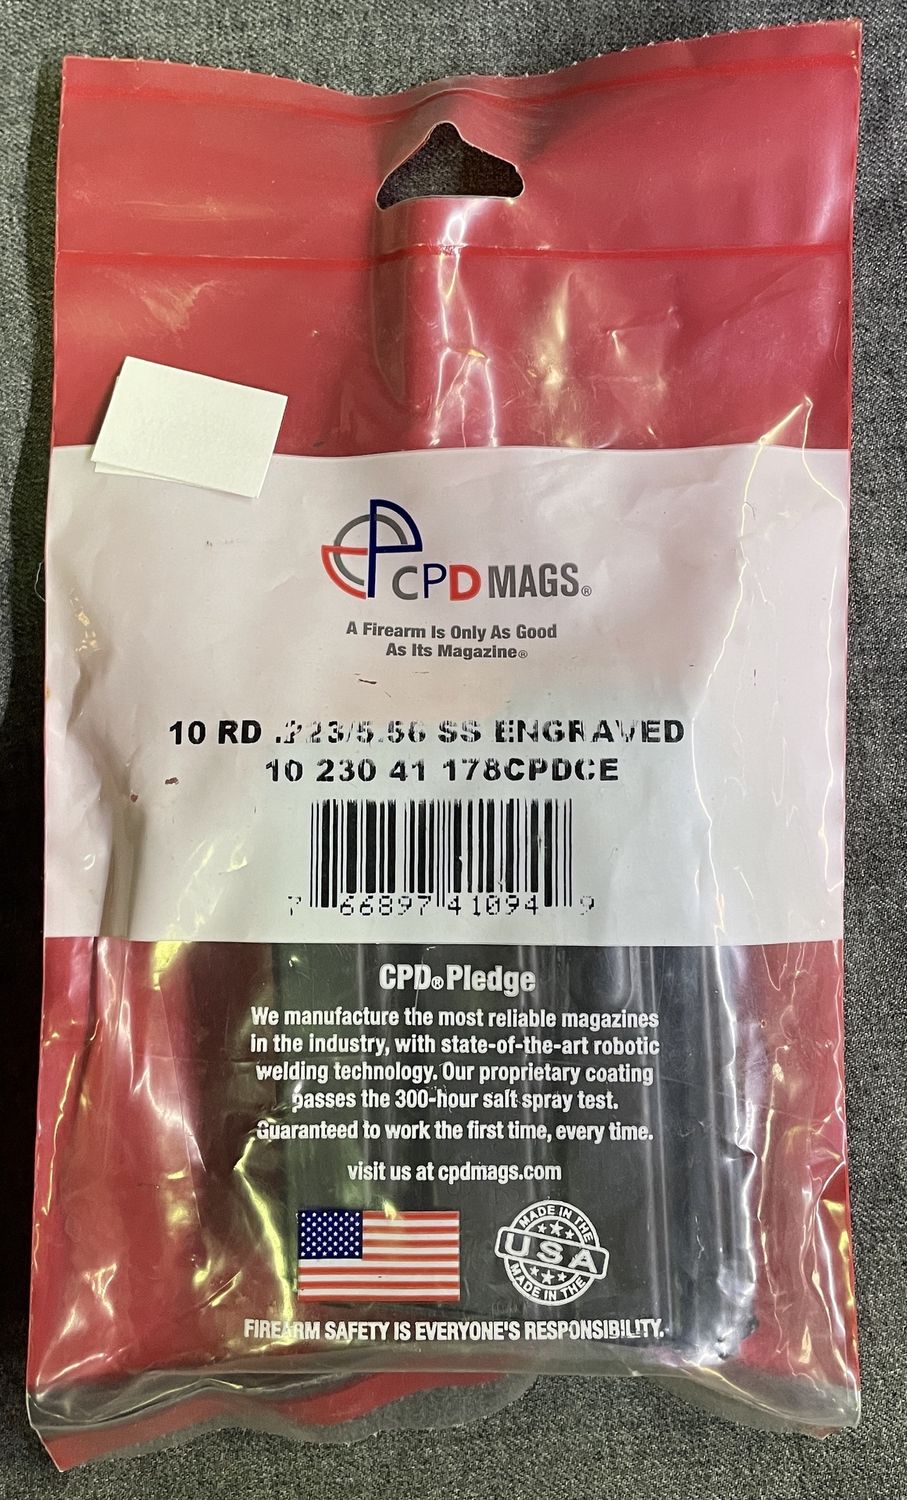 CPD MAGS®
A Firearm Is Only As Good
As Its Magazine®
10 RD .223/5.56 SS ENGRAVED
10 230 41 178CPDCE
7 66897 41094 9
CPD® Pledge
We manufacture the most reliable magazines
in the industry, with state-of-the-art robotic
welding technology. Our proprietary coating
passes the 300-hour salt spray test.
Guaranteed to work the first time, every time.
visit us at cpdmags.com
MADE IN THE
USA
MADE IN THE
FIREARM SAFETY IS EVERYONE'S RESPONSIBILITY.